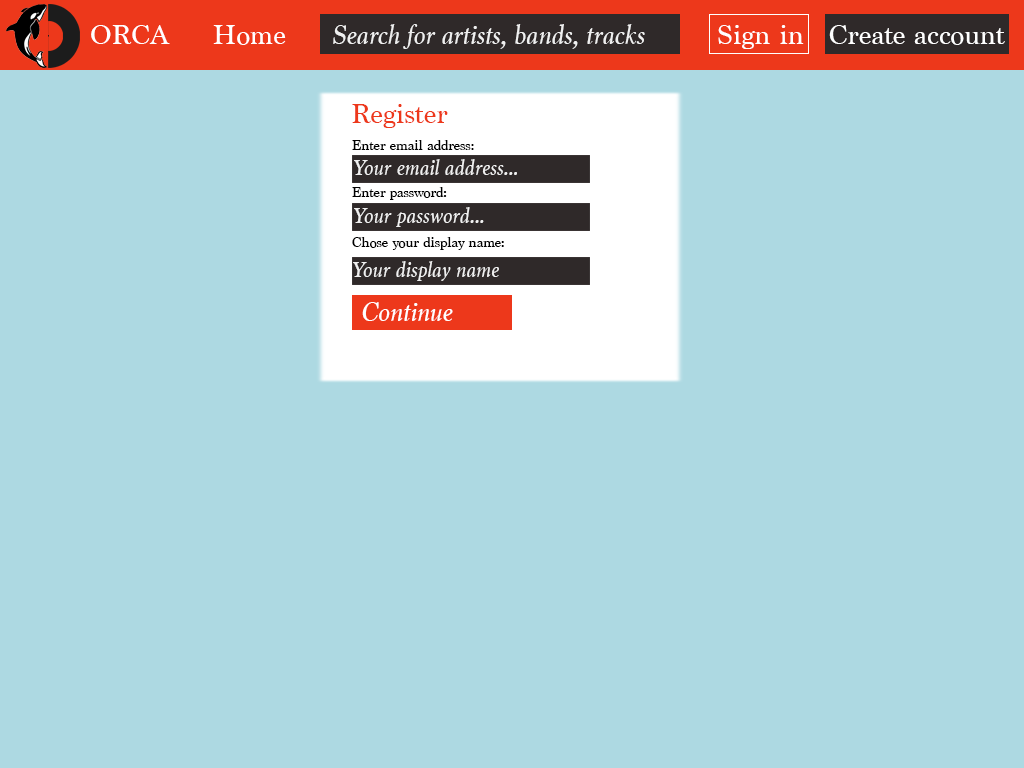 ORCA Home Search for artists, bands, tracks Sign in Create account
Register
Enter email address:
Your email address...
Enter password:
Your password...
Chose your display name:
Your display name
Continue